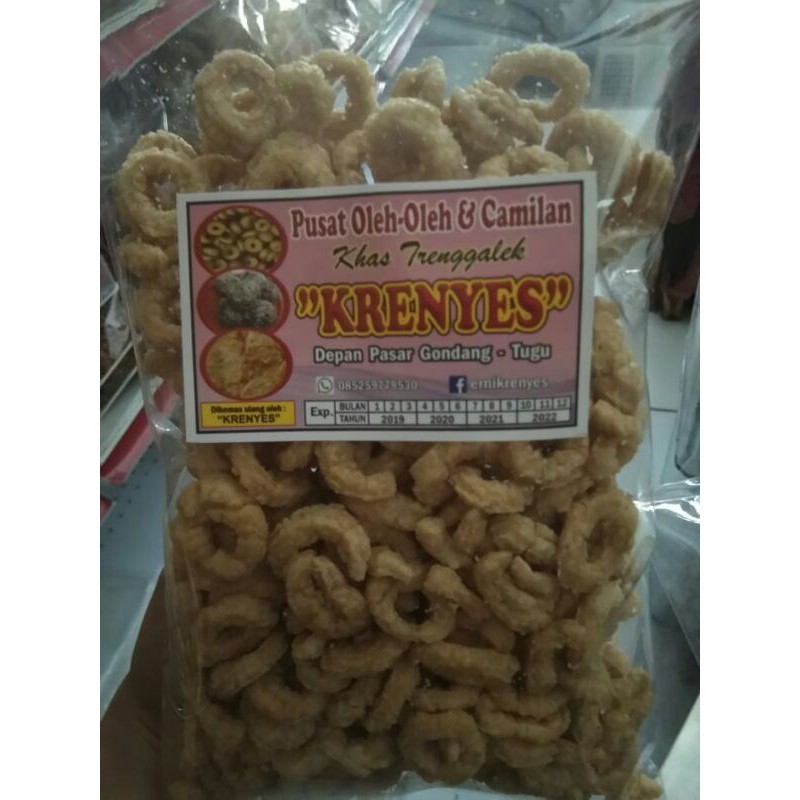 Pusat Oleh-Oleh & Camilan
Khas Trenggalek
"KRENYES"
Depan Pasar Gondang - Tugu
085259729530 ernikrenyes
Dikemas ulang oleh :
"KRENYES"
Exp. BULAN 1 2 3 4 5 6 7 8 9 10 11 12
TAHUN 2019 2020 2021 2022